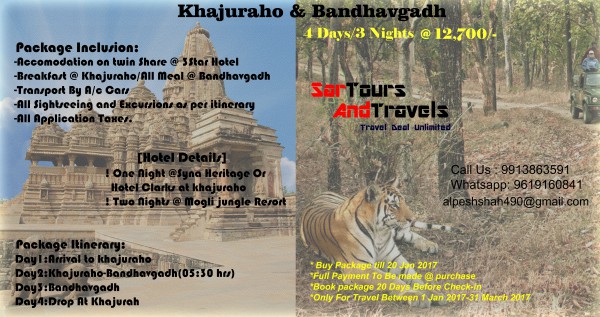 Khajuraho & Bandhavgadh
4 Days/3 Nights @ 12,700/-
Package Inclusion:
-Accomodation on twin Share @ 3Star Hotel
-Breakfast @ Khajuraho/All Meal @ Bandhavgadh
-Transport By A/c Cars
-All Sightseeing and Excursions as per itinerary
-All Application Taxes.
[Hotel Details]
! One Night @Syna Heritage Or
Hotel Clarks at khajuraho
! Two Nights @ Mogli jungle Resort
Package Itinerary:
Day1:Arrival to khajuraho
Day2:Khajuraho-Bandhavgadh(05:30 hrs)
Day3:Bandhavgadh
Day4:Drop At Khajurah
SarTours
AndTravels
Travel Deal Unlimited
Call Us : 9913863591
Whatsapp: 9619160841
alpeshshah490@gmail.com
* Buy Package till 20 Jan 2017
*Full Payment To Be made @ purchase
*Book package 20 Days Before Check-In
*Only For Travel Between 1 Jan 2017-31 March 2017